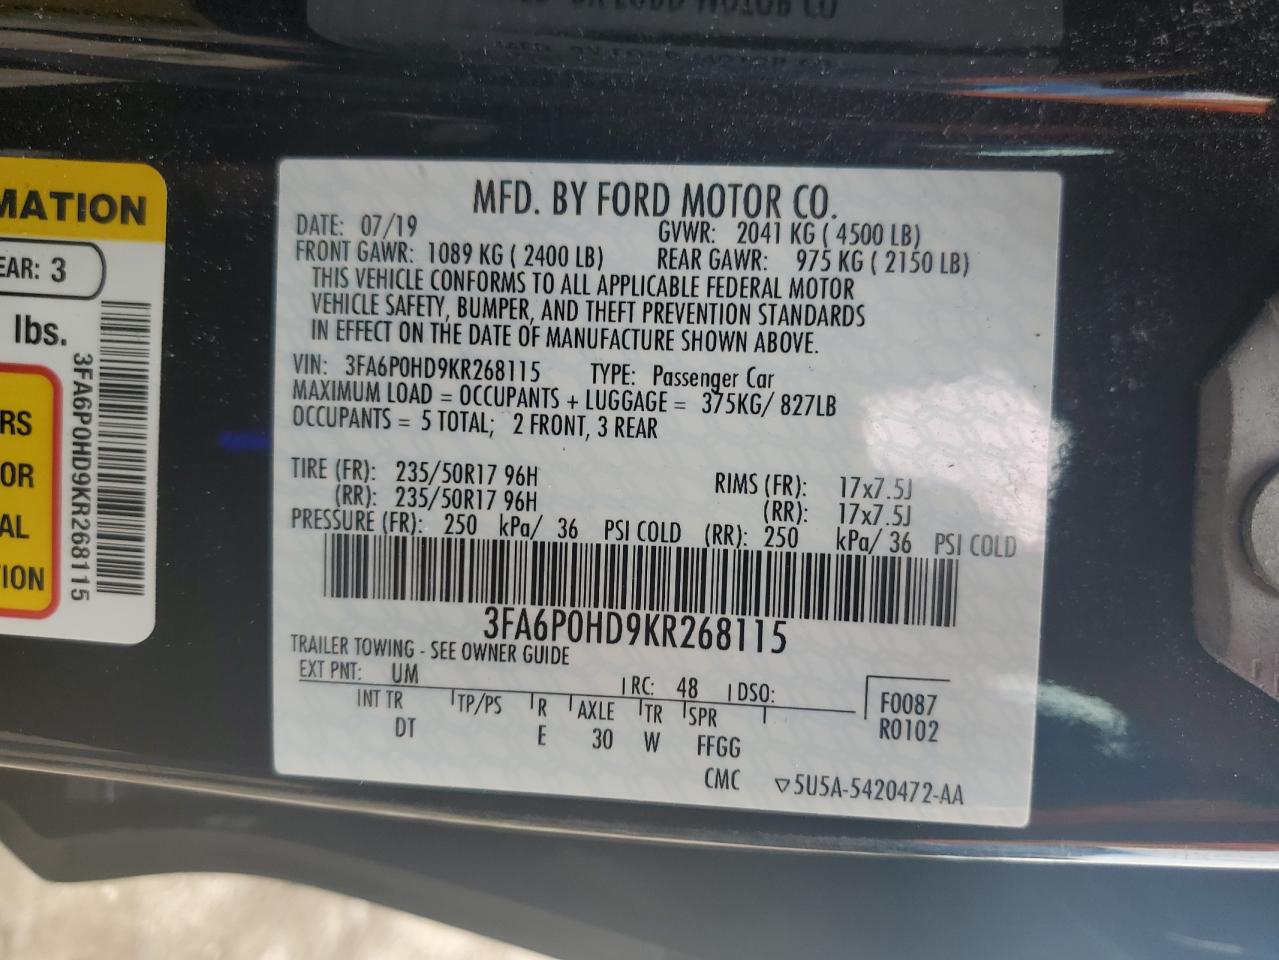 MFD. BY FORD MOTOR CO.
DATE: 07/19 GVWR: 2041 KG ( 4500 LB)
FRONT GAWR: 1089 KG ( 2400 LB) REAR GAWR: 975 KG ( 2150 LB)
THIS VEHICLE CONFORMS TO ALL APPLICABLE FEDERAL MOTOR
VEHICLE SAFETY, BUMPER, AND THEFT PREVENTION STANDARDS
IN EFFECT ON THE DATE OF MANUFACTURE SHOWN ABOVE.
VIN: 3FA6P0HD9KR268115 TYPE: Passenger Car
MAXIMUM LOAD = OCCUPANTS + LUGGAGE = 375KG/ 827LB
OCCUPANTS = 5 TOTAL; 2 FRONT, 3 REAR
TIRE (FR): 235/50R17 96H RIMS (FR): 17x7.5J
(RR): 235/50R17 96H (RR): 17x7.5J
PRESSURE (FR): 250 kPa/ 36 PSI COLD (RR): 250 kPa/ 36 PSI COLD
3FA6P0HD9KR268115
TRAILER TOWING - SEE OWNER GUIDE
EXT PNT: UM RC: 48 DSO:
INT TR TP/PS R AXLE TR SPR F0087
DT E 30 W FFGG R0102
CMC ▽5U5A-5420472-AA
MATION
EAR: 3
lbs.
RS
OR
AL
TION
3FA6P0HD9KR268115